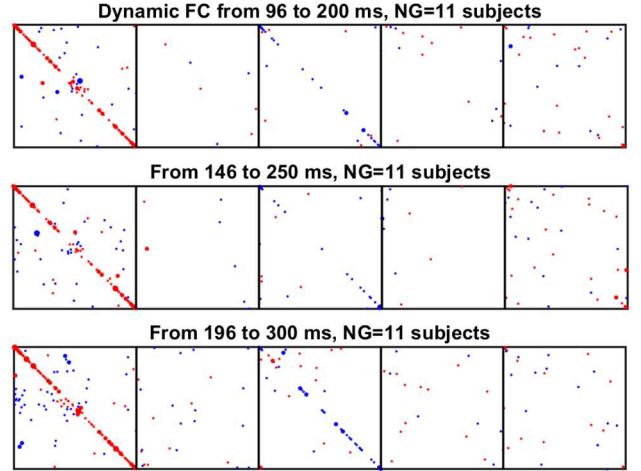 Dynamic FC from 96 to 200 ms, NG=11 subjects
From 146 to 250 ms, NG=11 subjects
From 196 to 300 ms, NG=11 subjects